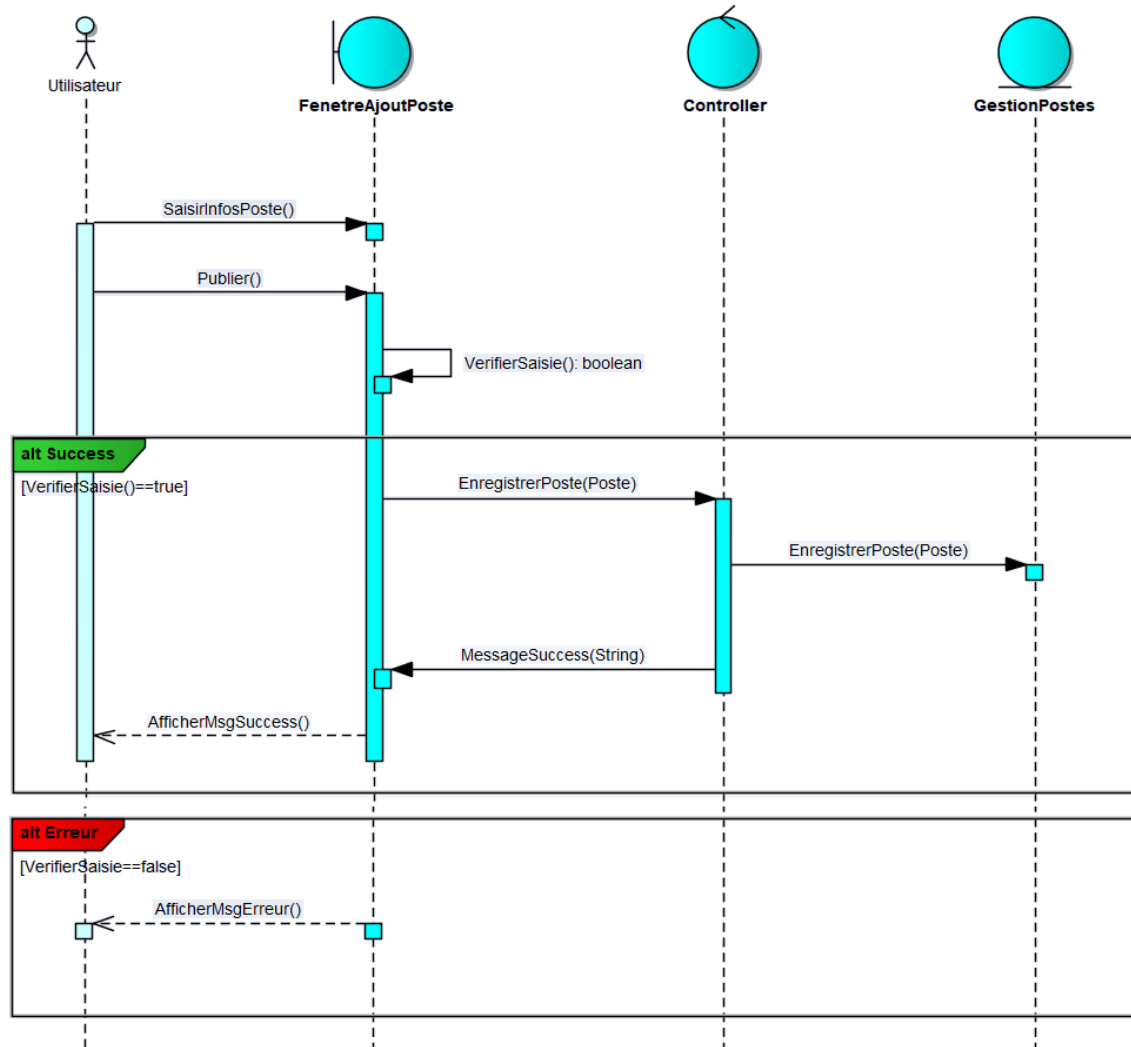 Utilisateur
FenetreAjoutPoste
Controller
GestionPostes
SaisirInfosPoste()
Publier()
VerifierSaisie(): boolean
alt Success
[VerifierSaisie()==true]
EnregistrerPoste(Poste)
EnregistrerPoste(Poste)
MessageSuccess(String)
AfficherMsgSuccess()
alt Erreur
[VerifierSaisie==false]
AfficherMsgErreur()